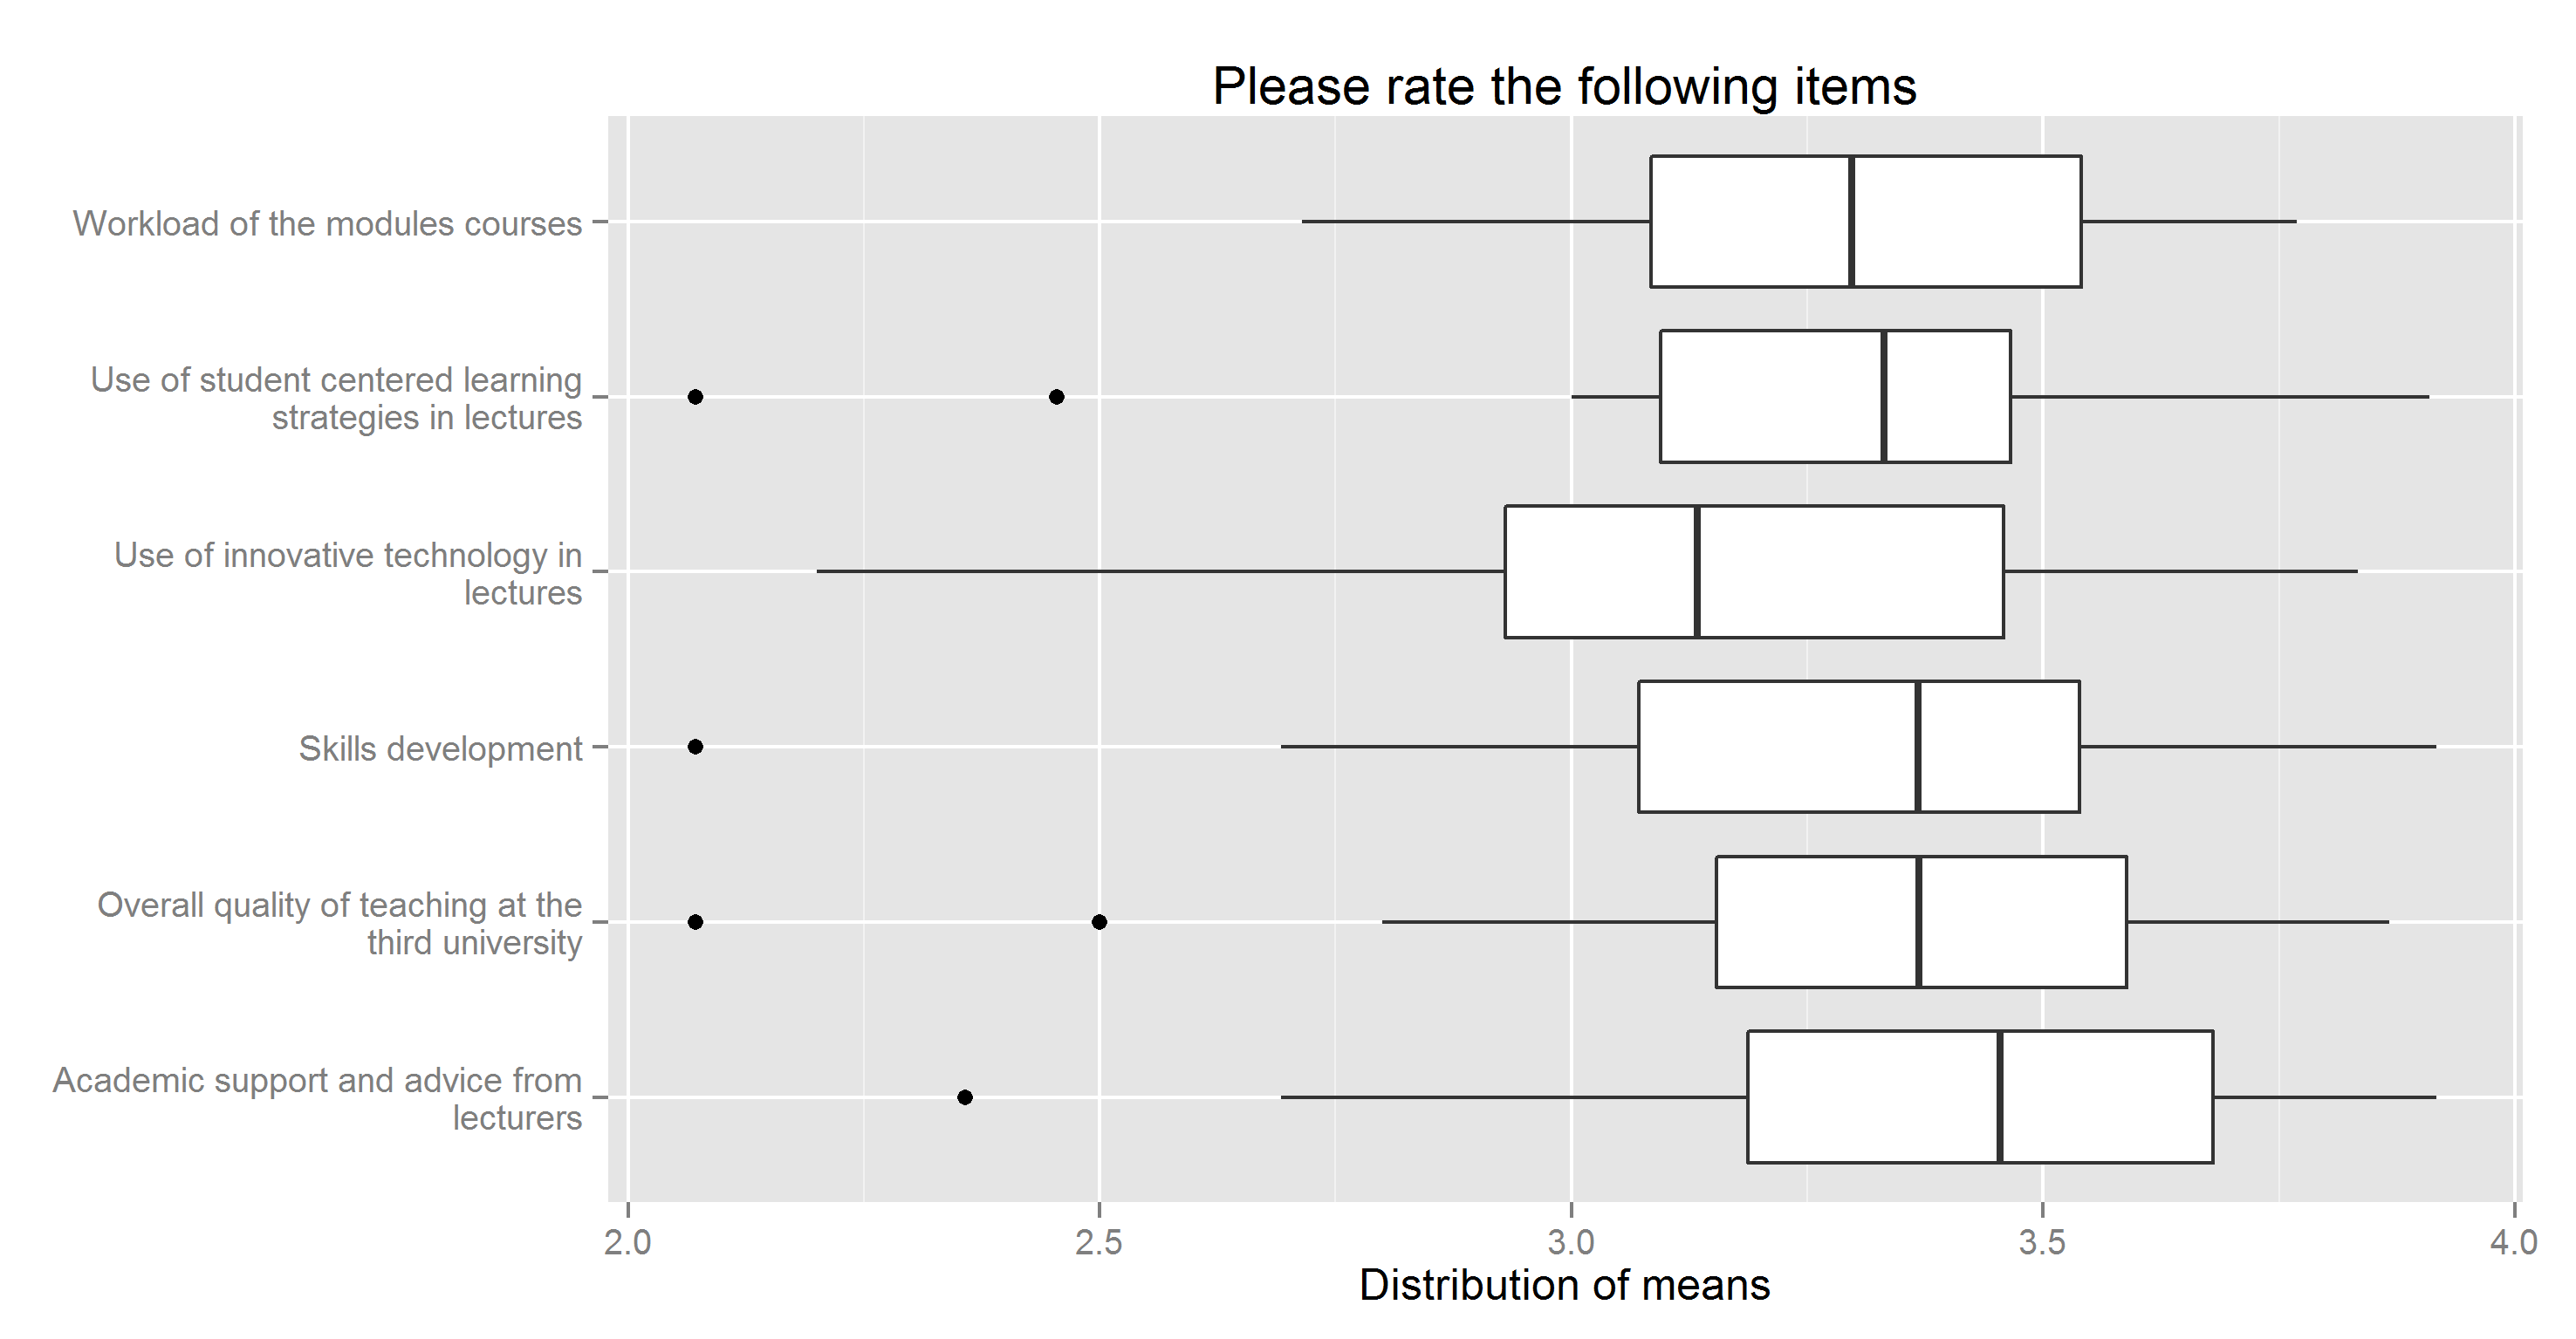 Please rate the following items
Workload of the modules courses
Use of student centered learning
strategies in lectures
Use of innovative technology in
lectures
Skills development
Overall quality of teaching at the
third university
Academic support and advice from
lecturers
2.0 2.5 3.0 3.5 4.0
Distribution of means